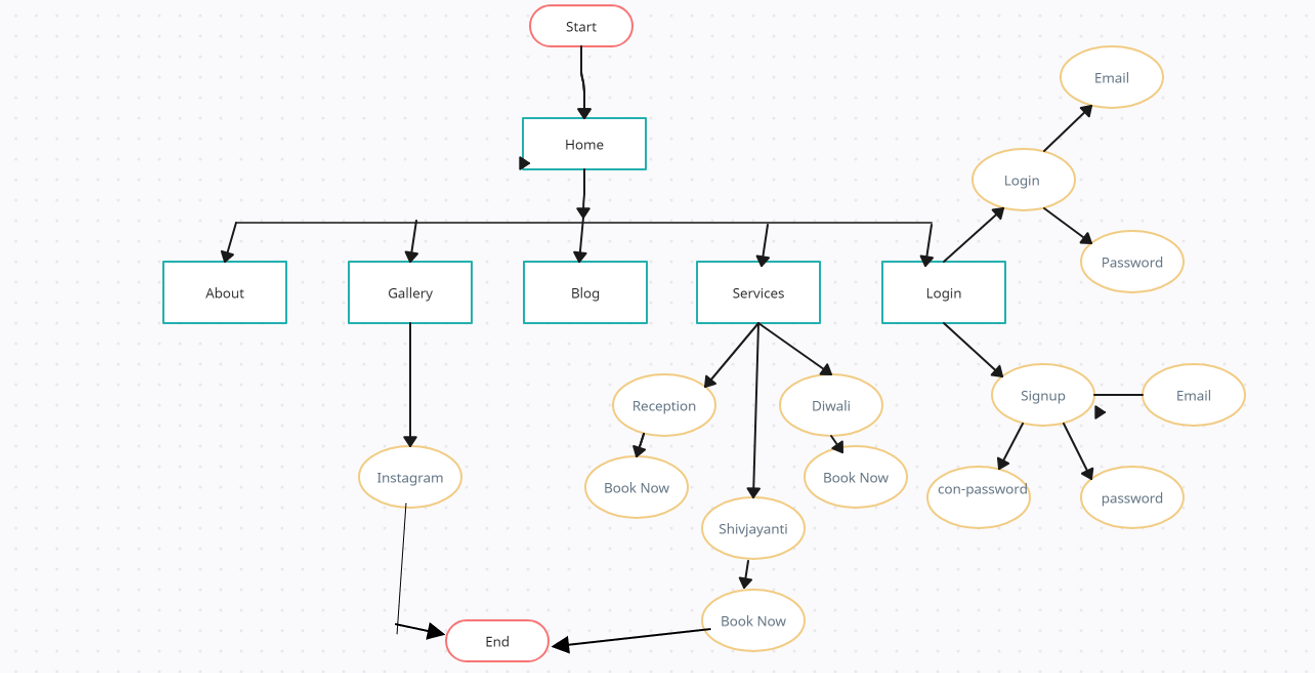 Start
Email
Home
Login
Password
About
Gallery
Blog
Services
Login
Reception
Diwali
Signup
Email
Instagram
Book Now
Book Now
con-password
password
Shivjayanti
Book Now
End